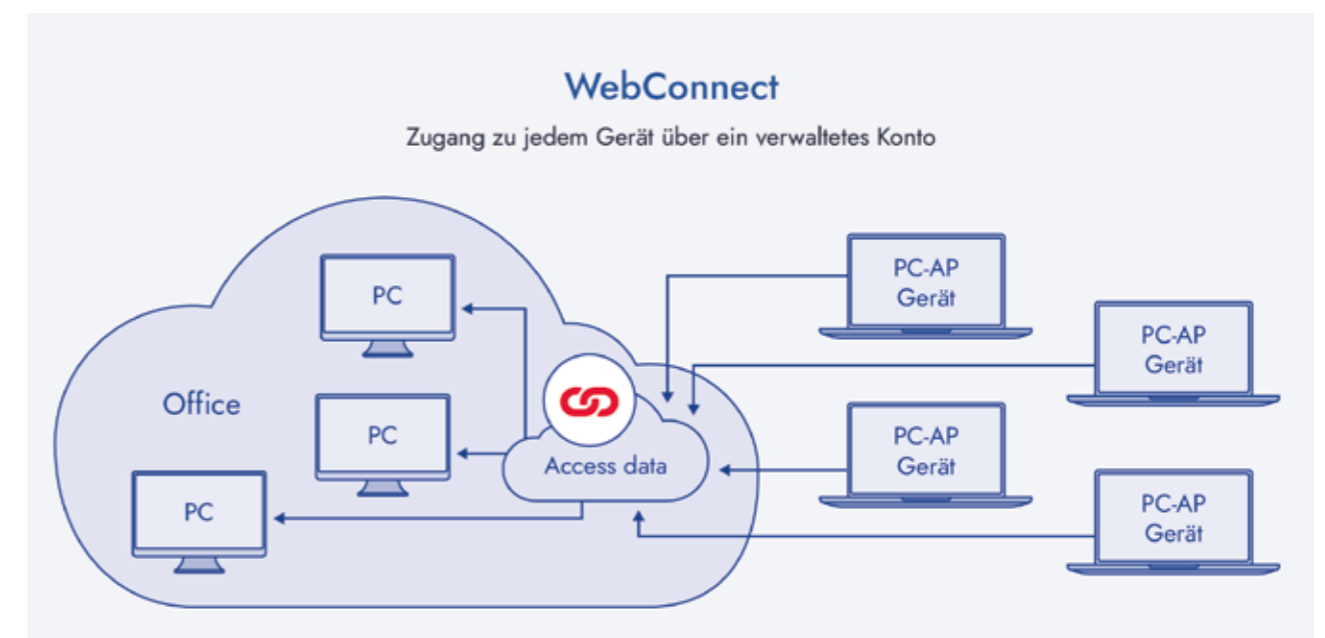 WebConnect
Zugang zu jedem Gerät über ein verwaltetes Konto
Office
PC
PC
PC
Access data
PC-AP
Gerät
PC-AP
Gerät
PC-AP
Gerät
PC-AP
Gerät